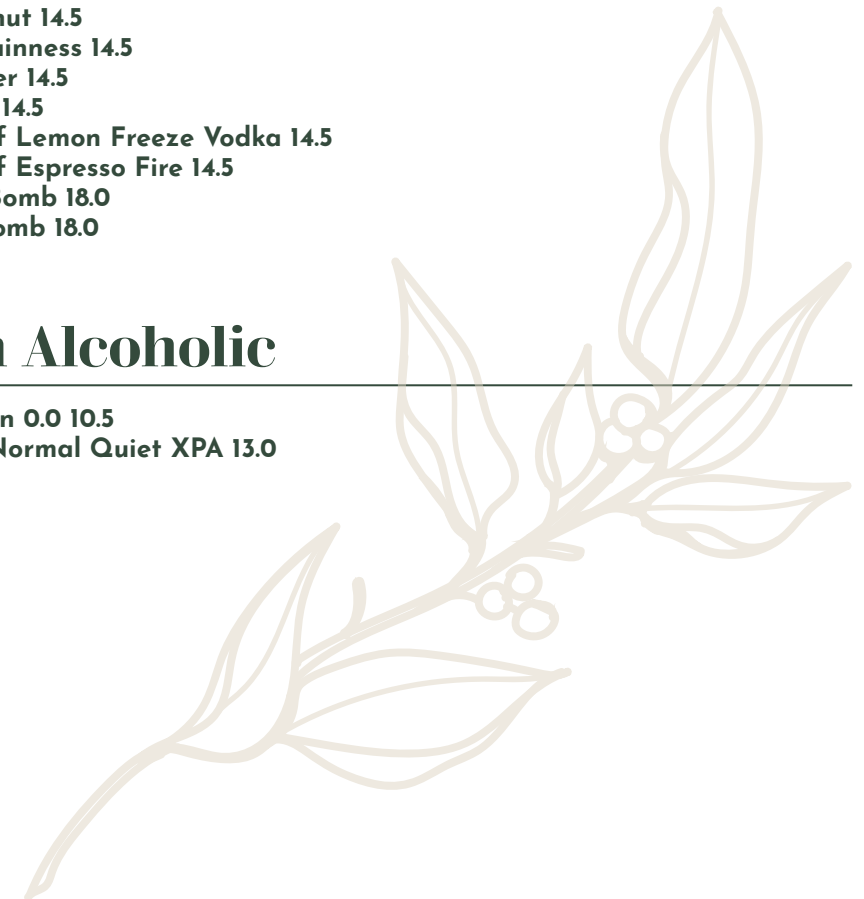 nut 14.5
uinness 14.5
er 14.5
14.5
f Lemon Freeze Vodka 14.5
f Espresso Fire 14.5
Bomb 18.0
omb 18.0
n Alcoholic
n 0.0 10.5
Normal Quiet XPA 13.0